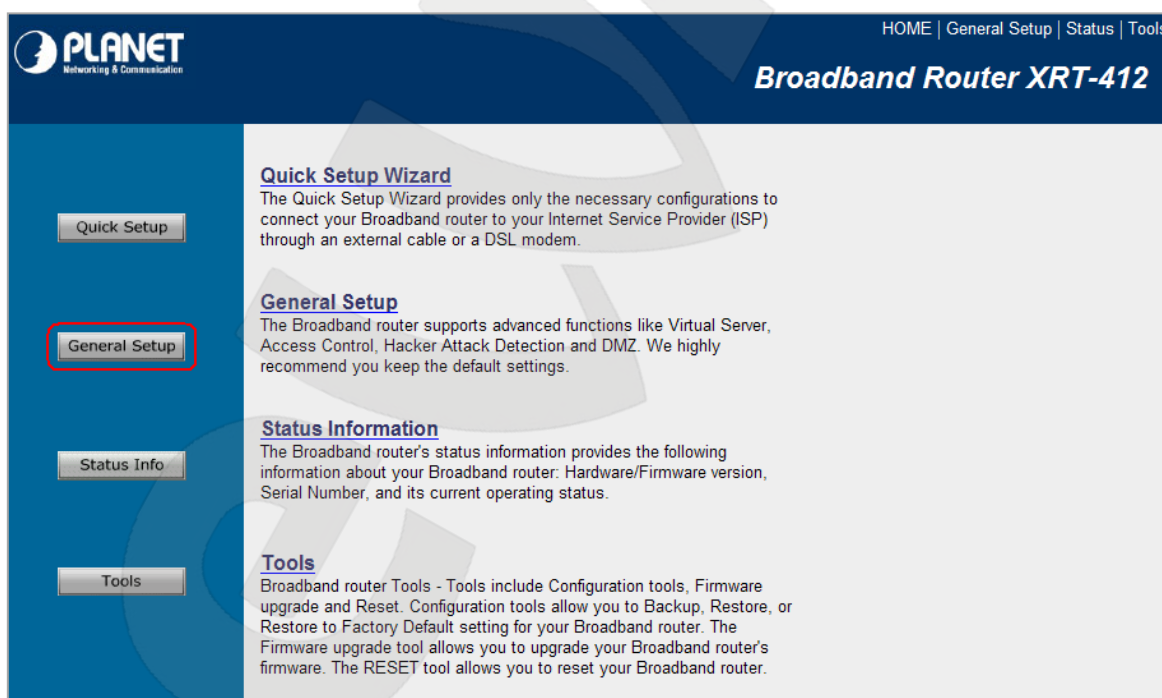 PLANET
Networking & Communication
HOME | General Setup | Status | Tools
Broadband Router XRT-412
Quick Setup
General Setup
Status Info
Tools
Quick Setup Wizard
The Quick Setup Wizard provides only the necessary configurations to
connect your Broadband router to your Internet Service Provider (ISP)
through an external cable or a DSL modem.
General Setup
The Broadband router supports advanced functions like Virtual Server,
Access Control, Hacker Attack Detection and DMZ. We highly
recommend you keep the default settings.
Status Information
The Broadband router's status information provides the following
information about your Broadband router: Hardware/Firmware version,
Serial Number, and its current operating status.
Tools
Broadband router Tools - Tools include Configuration tools, Firmware
upgrade and Reset. Configuration tools allow you to Backup, Restore, or
Restore to Factory Default setting for your Broadband router. The
Firmware upgrade tool allows you to upgrade your Broadband router's
firmware. The RESET tool allows you to reset your Broadband router.